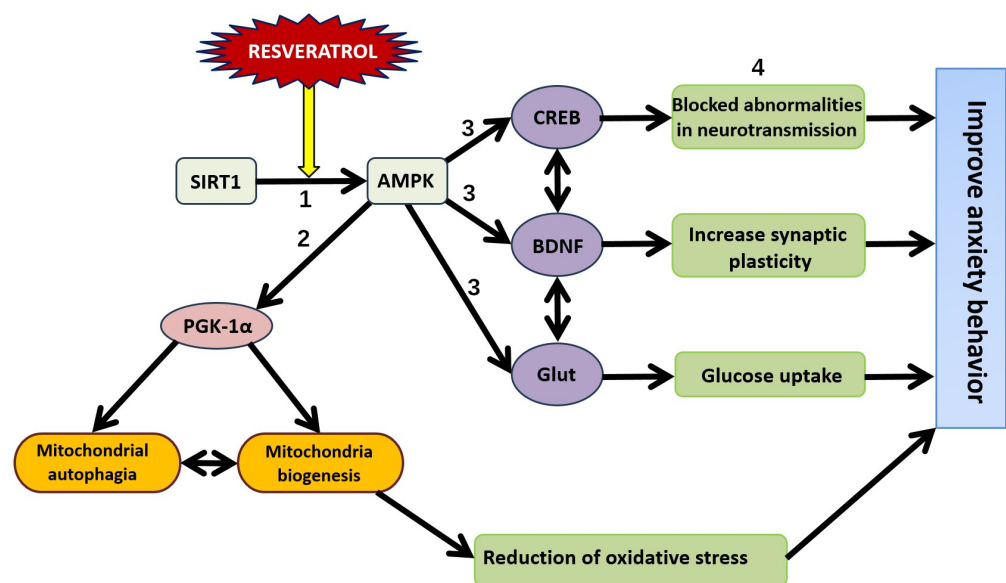 RESVERATROL
4
CREB
Blocked abnormalities
in neurotransmission
3
SIRT1
1
AMPK
3
2
BDNF
Increase synaptic
plasticity
3
PGK-1α
Glut
Glucose uptake
Improve anxiety behavior
Mitochondrial
autophagia
Mitochondria
biogenesis
Reduction of oxidative stress